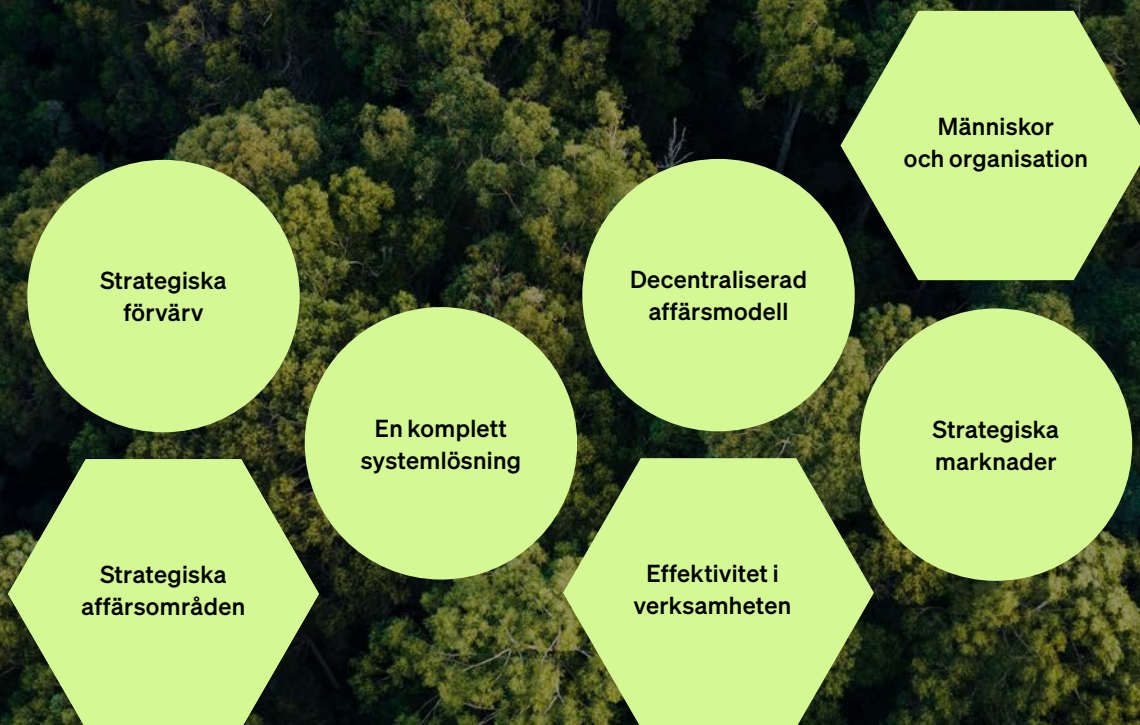 Människor
och organisation
Strategiska
förvärv
Decentraliserad
affärsmodell
En komplett
systemlösning
Strategiska
marknader
Strategiska
affärsområden
Effektivitet i
verksamheten